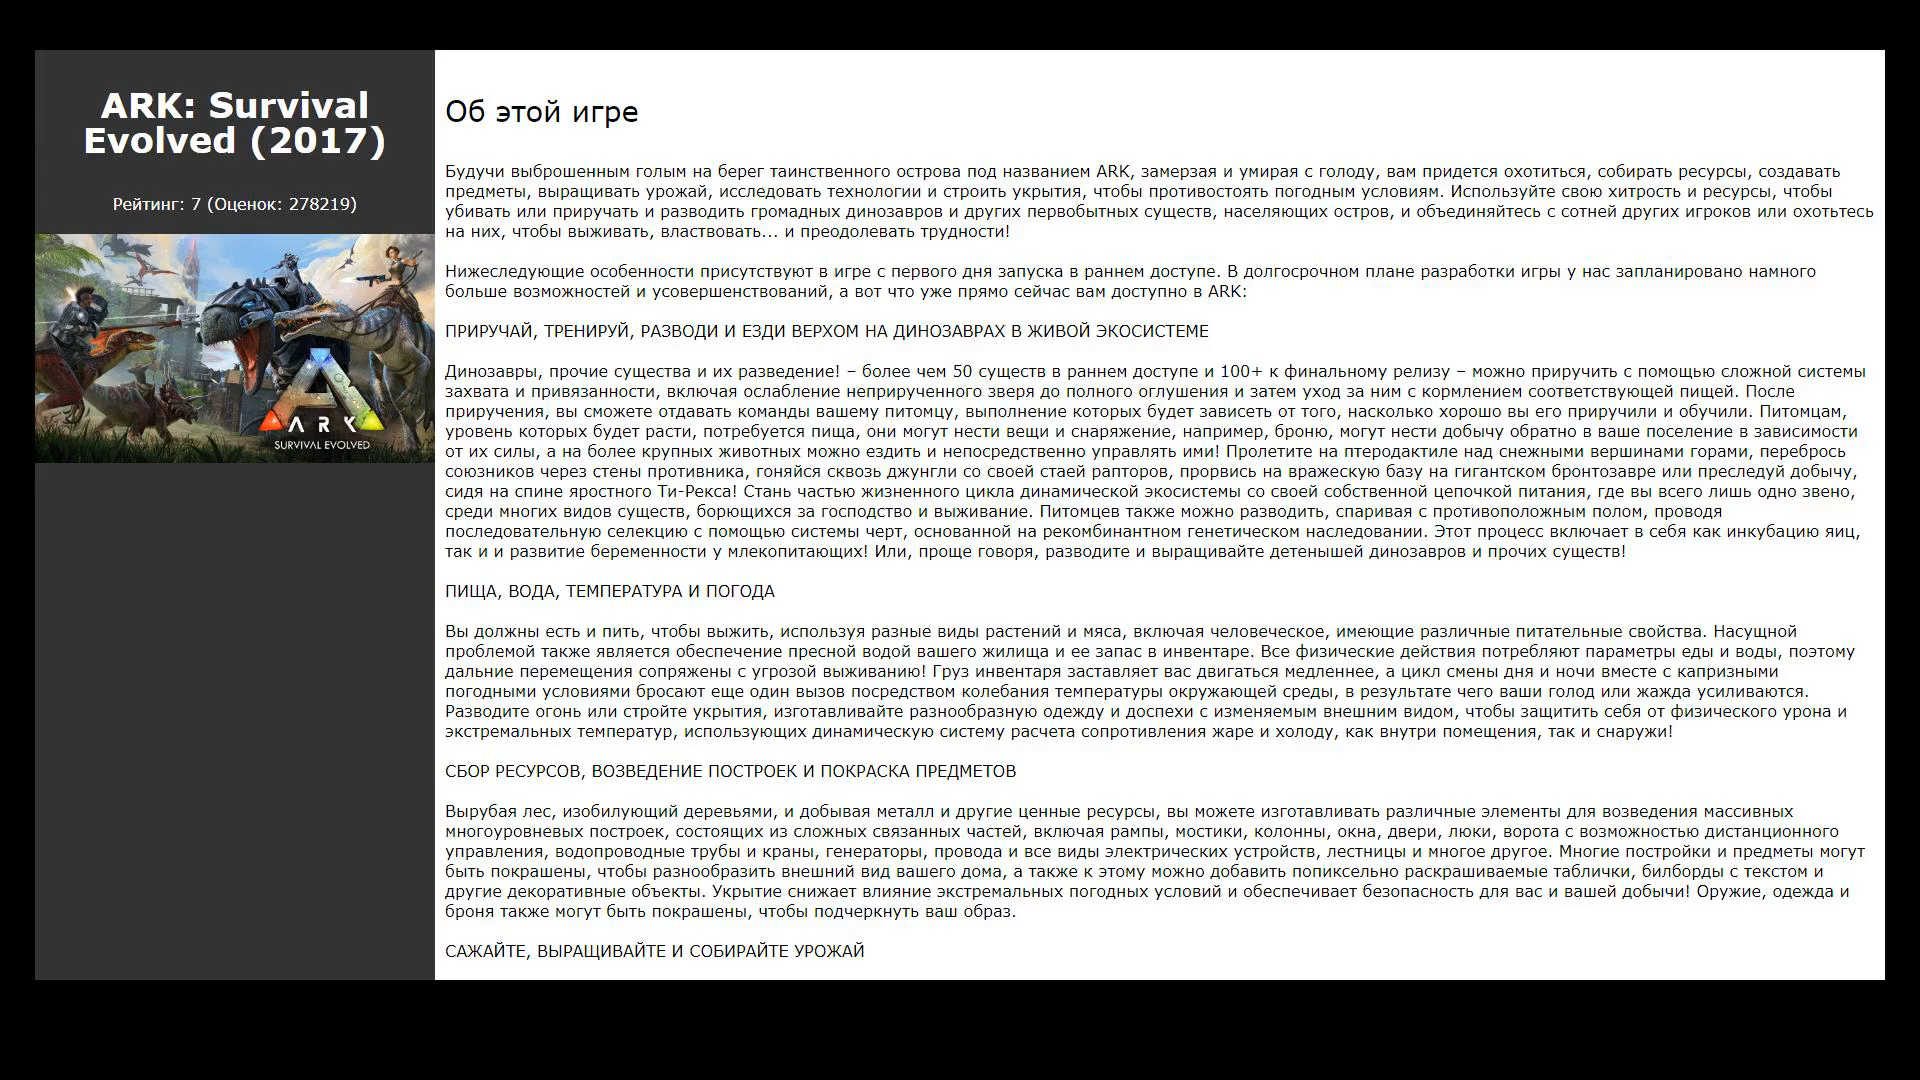 ARK: Survival
Evolved (2017)
Рейтинг: 7 (Оценок: 278219)
ARK
SURVIVAL EVOLVED
Об этой игре
Будучи выброшенным голым на берег таинственного острова под названием ARK, замерзая и умирая с голоду, вам придется охотиться, собирать ресурсы, создавать
предметы, выращивать урожай, исследовать технологии и строить укрытия, чтобы противостоять погодным условиям. Используйте свою хитрость и ресурсы, чтобы
убивать или приручать и разводить громадных динозавров и других первобытных существ, населяющих остров, и объединяйтесь с сотней других игроков или охотьтесь
на них, чтобы выживать, властвовать... и преодолевать трудности!
Нижеследующие особенности присутствуют в игре с первого дня запуска в раннем доступе. В долгосрочном плане разработки игры у нас запланировано намного
больше возможностей и усовершенствований, а вот что уже прямо сейчас вам доступно в ARK:
ПРИРУЧАЙ, ТРЕНИРУЙ, РАЗВОДИ И ЕЗДИ ВЕРХОМ НА ДИНОЗАВРАХ В ЖИВОЙ ЭКОСИСТЕМЕ
Динозавры, прочие существа и их разведение! – более чем 50 существ в раннем доступе и 100+ к финальному релизу – можно приручить с помощью сложной системы
захвата и привязанности, включая ослабление неприрученного зверя до полного оглушения и затем уход за ним с кормлением соответствующей пищей. После
приручения, вы сможете отдавать команды вашему питомцу, выполнение которых будет зависеть от того, насколько хорошо вы его приручили и обучили. Питомцам,
уровень которых будет расти, потребуется пища, они могут нести вещи и снаряжение, например, броню, могут нести добычу обратно в ваше поселение в зависимости
от их силы, а на более крупных животных можно ездить и непосредственно управлять ими! Пролетите на птеродактиле над снежными вершинами горами, перебрось
союзников через стены противника, гоняйся сквозь джунгли со своей стаей рапторов, прорвись на вражескую базу на гигантском бронтозавре или преследуй добычу,
сидя на спине яростного Ти-Рекса! Стань частью жизненного цикла динамической экосистемы со своей собственной цепочкой питания, где вы всего лишь одно звено,
среди многих видов существ, борющихся за господство и выживание. Питомцев также можно разводить, спаривая с противоположным полом, проводя
последовательную селекцию с помощью системы черт, основанной на рекомбинантном генетическом наследовании. Этот процесс включает в себя как инкубацию яиц,
так и и развитие беременности у млекопитающих! Или, проще говоря, разводите и выращивайте детенышей динозавров и прочих существ!
ПИЩА, ВОДА, ТЕМПЕРАТУРА И ПОГОДА
Вы должны есть и пить, чтобы выжить, используя разные виды растений и мяса, включая человеческое, имеющие различные питательные свойства. Насущной
проблемой также является обеспечение пресной водой вашего жилища и ее запас в инвентаре. Все физические действия потребляют параметры еды и воды, поэтому
дальние перемещения сопряжены с угрозой выживанию! Груз инвентаря заставляет вас двигаться медленнее, а цикл смены дня и ночи вместе с капризными
погодными условиями бросают еще один вызов посредством колебания температуры окружающей среды, в результате чего ваши голод или жажда усиливаются.
Разводите огонь или стройте укрытия, изготавливайте разнообразную одежду и доспехи с изменяемым внешним видом, чтобы защитить себя от физического урона и
экстремальных температур, использующих динамическую систему расчета сопротивления жаре и холоду, как внутри помещения, так и снаружи!
СБОР РЕСУРСОВ, ВОЗВЕДЕНИЕ ПОСТРОЕК И ПОКРАСКА ПРЕДМЕТОВ
Вырубая лес, изобилующий деревьями, и добывая металл и другие ценные ресурсы, вы можете изготавливать различные элементы для возведения массивных
многоуровневых построек, состоящих из сложных связанных частей, включая рампы, мостики, колонны, окна, двери, люки, ворота с возможностью дистанционного
управления, водопроводные трубы и краны, генераторы, провода и все виды электрических устройств, лестницы и многое другое. Многие постройки и предметы могут
быть покрашены, чтобы разнообразить внешний вид вашего дома, а также к этому можно добавить попиксельно раскрашиваемые таблички, билборды с текстом и
другие декоративные объекты. Укрытие снижает влияние экстремальных погодных условий и обеспечивает безопасность для вас и вашей добычи! Оружие, одежда и
броня также могут быть покрашены, чтобы подчеркнуть ваш образ.
САЖАЙТЕ, ВЫРАЩИВАЙТЕ И СОБИРАЙТЕ УРОЖАЙ